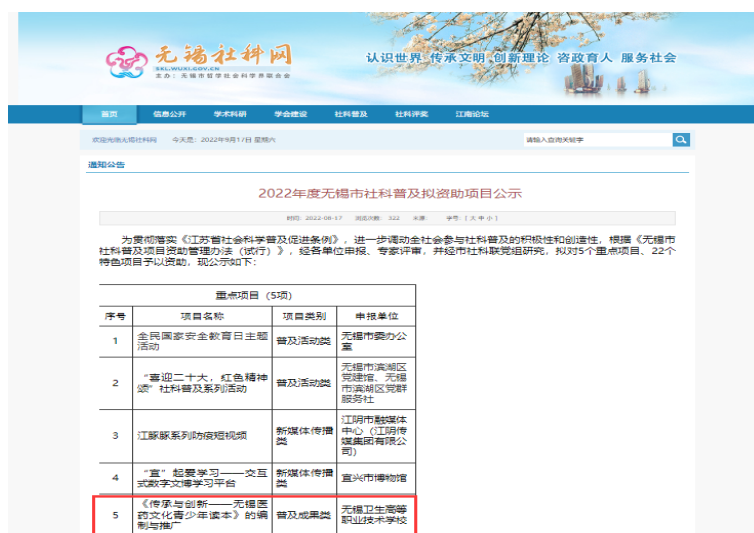 无锡社科网
SKL.WUXI.GOV.CN
主办：无锡市哲学社会科学界联合会
认识世界 传承文明 创新理论 咨政育人 服务社会
首页 信息公开 学术科研 学会建设 社科普及 社科评奖 江南论坛
欢迎光临无锡社科网 今天是：2022年9月17日 星期六 请输入查询关键字
通知公告
2022年度无锡市社科普及拟资助项目公示
时间：2022-08-17 浏览次数：322 来源： 字号：[ 大 中 小 ]
为贯彻落实《江苏省社会科学普及促进条例》，进一步调动全社会参与社科普及的积极性和创造性，根据《无锡市
社科普及项目资助管理办法（试行）》，经各单位申报、专家评审，并经市社科联党组研究，拟对5个重点项目、22个
特色项目予以资助，现公示如下：
重点项目（5项）
序号 项目名称 项目类别 申报单位
1 全民国家安全教育日主题
活动 普及活动类 无锡市委办公
室
2 “喜迎二十大，红色精神
颂”社科普及系列活动 普及活动类 无锡市滨湖区
党建馆、无锡
市滨湖区党群
服务社
3 江豚豚系列防疫短视频 新媒体传播
类 江阴市融媒体
中心（江阴传
媒集团有限公
司）
4 “宜”起爱学习——交互
式数字文博学习平台 新媒体传播
类 宜兴市博物馆
5 《传承与创新——无锡医
药文化青少年读本》的编
制与推广 普及成果类 无锡卫生高等
职业技术学校